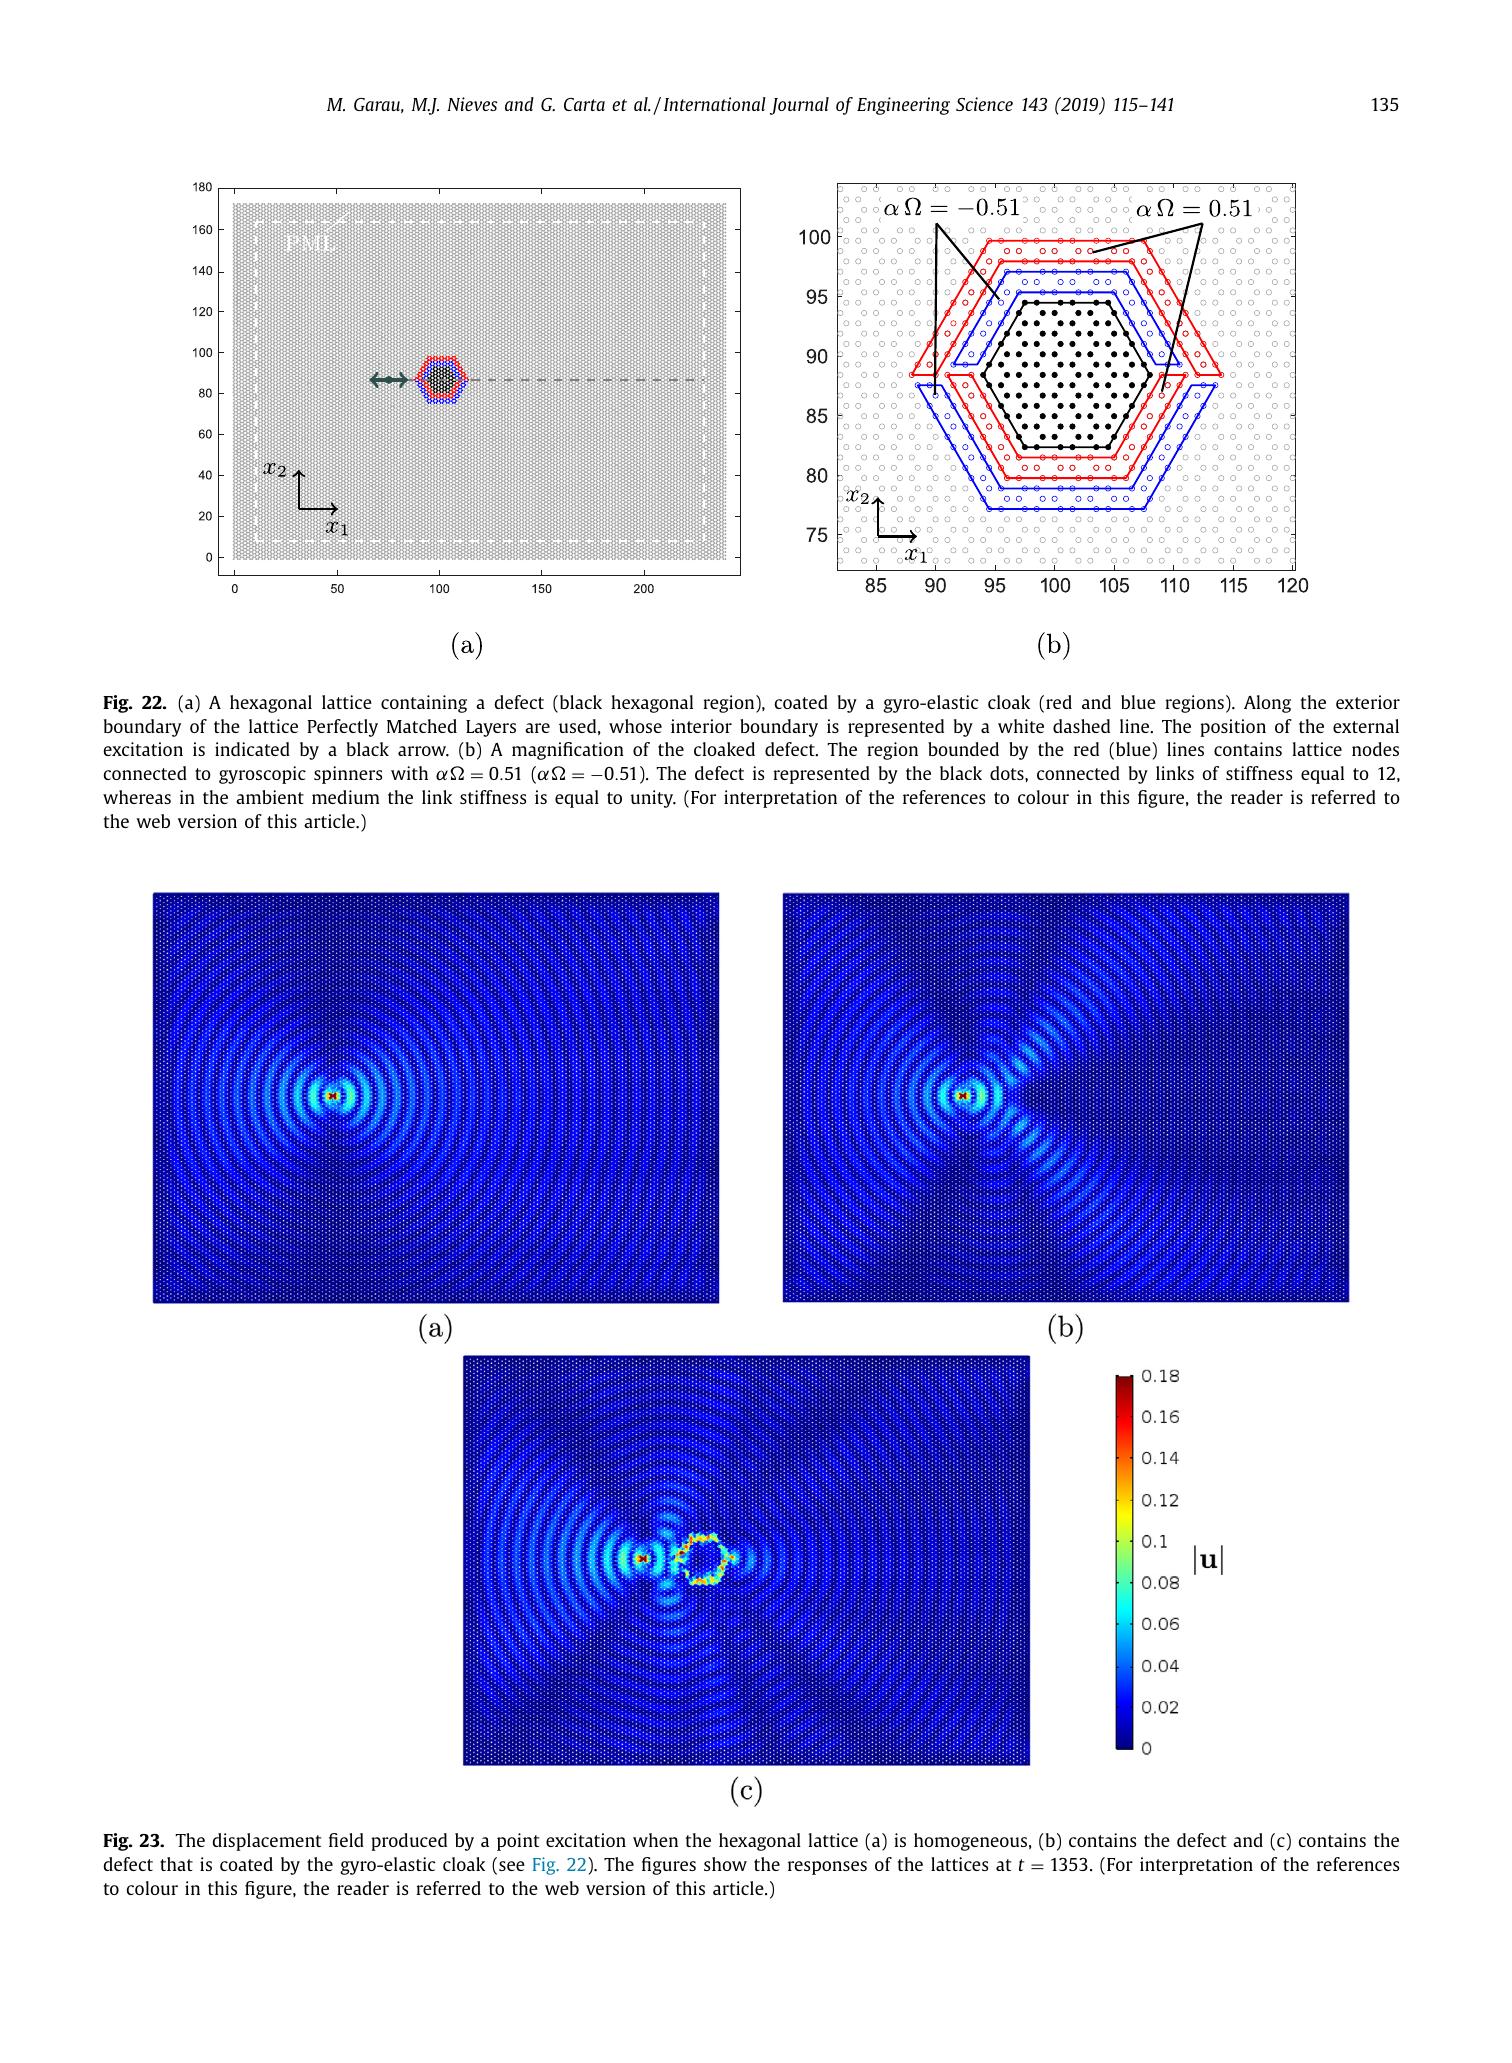 M. Garau, M.J. Nieves and G. Carta et al. / International Journal of Engineering Science 143 (2019) 115–141 135
180
160
140
120
100
80
60
40
20
0
0 50 100 150 200
PML
x2
x1
(a)
α Ω = −0.51
α Ω = 0.51
100
95
90
85
80
75
85 90 95 100 105 110 115 120
x2
x1
(b)
Fig. 22. (a) A hexagonal lattice containing a defect (black hexagonal region), coated by a gyro-elastic cloak (red and blue regions). Along the exterior
boundary of the lattice Perfectly Matched Layers are used, whose interior boundary is represented by a white dashed line. The position of the external
excitation is indicated by a black arrow. (b) A magnification of the cloaked defect. The region bounded by the red (blue) lines contains lattice nodes
connected to gyroscopic spinners with αΩ = 0.51 (αΩ = −0.51). The defect is represented by the black dots, connected by links of stiffness equal to 12,
whereas in the ambient medium the link stiffness is equal to unity. (For interpretation of the references to colour in this figure, the reader is referred to
the web version of this article.)
(a)
(b)
(c)
0.18
0.16
0.14
0.12
0.1
0.08
0.06
0.04
0.02
0
|u|
Fig. 23. The displacement field produced by a point excitation when the hexagonal lattice (a) is homogeneous, (b) contains the defect and (c) contains the
defect that is coated by the gyro-elastic cloak (see Fig. 22). The figures show the responses of the lattices at t = 1353. (For interpretation of the references
to colour in this figure, the reader is referred to the web version of this article.)